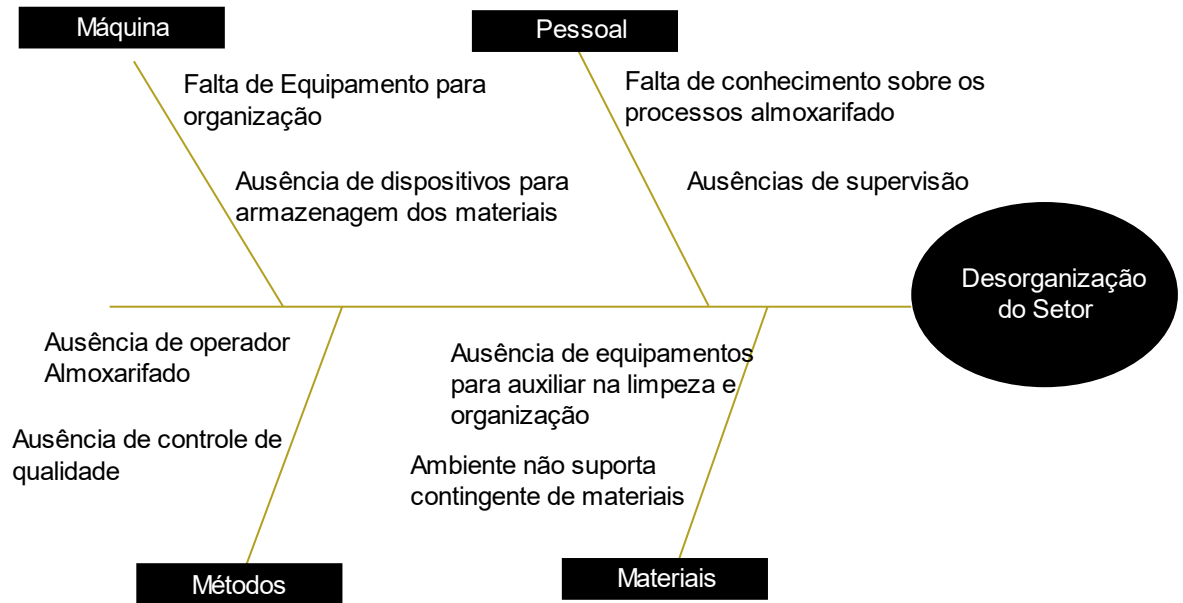 Máquina
Pessoal
Falta de Equipamento para
organização
Falta de conhecimento sobre os
processos almoxarifado
Ausência de dispositivos para
armazenagem dos materiais
Ausências de supervisão
Desorganização
do Setor
Ausência de operador
Almoxarifado
Ausência de equipamentos
para auxiliar na limpeza e
organização
Ausência de controle de
qualidade
Ambiente não suporta
contingente de materiais
Métodos
Materiais